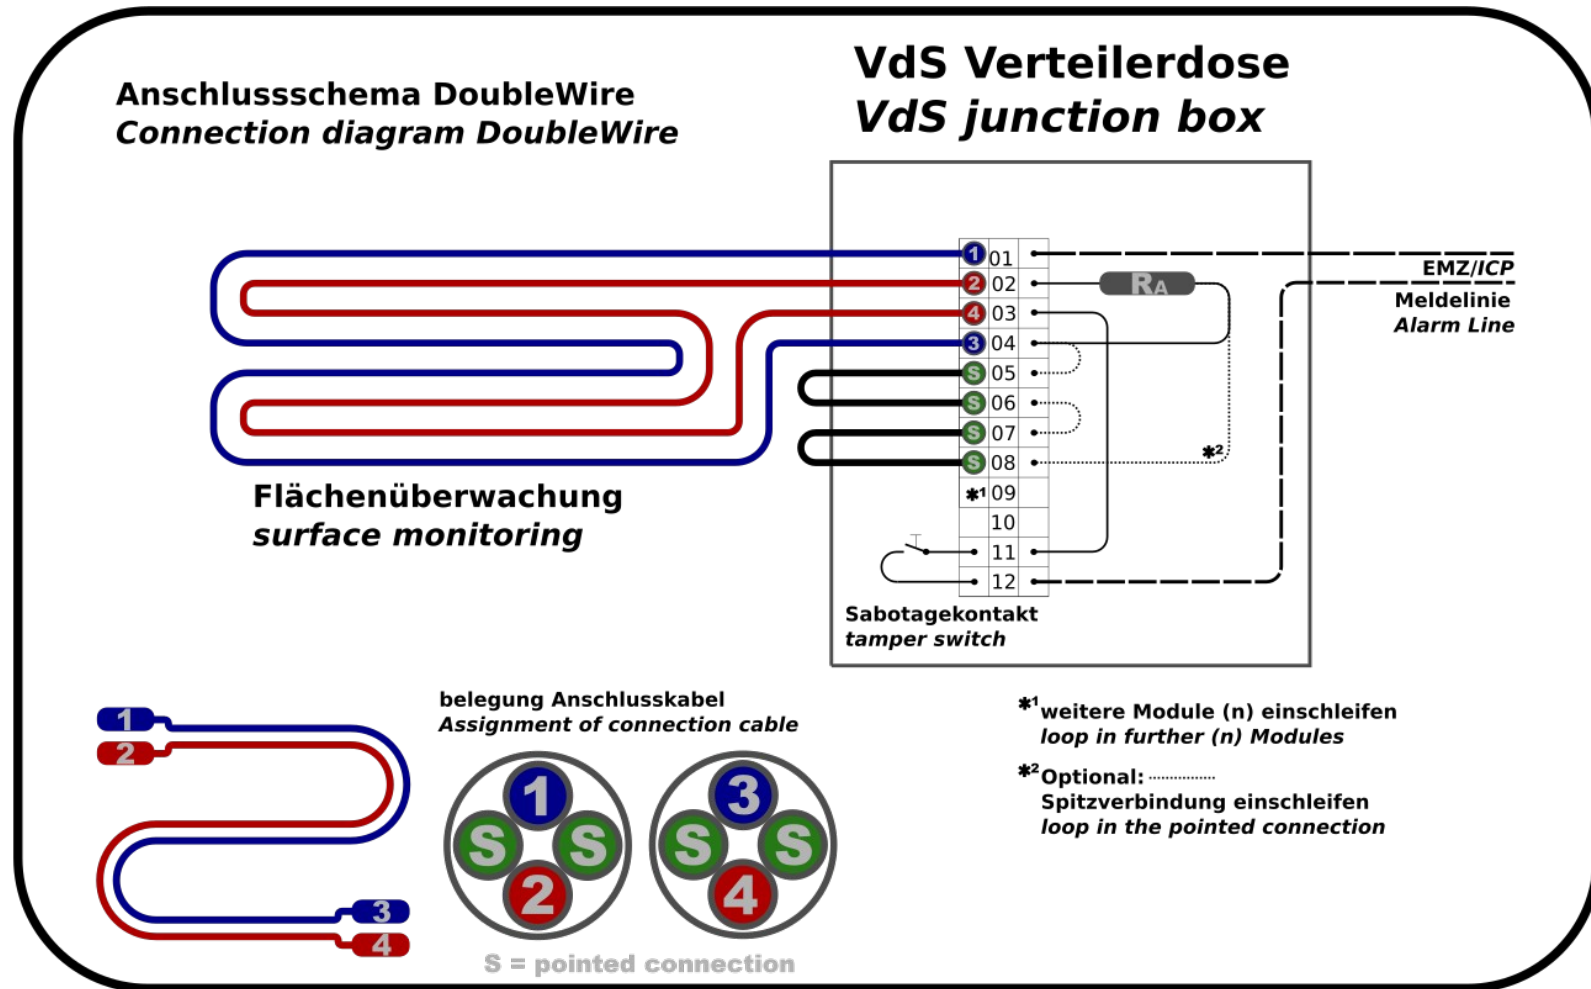 Anschlussschema DoubleWire
Connection diagram DoubleWire
VdS Verteilerdose
VdS junction box
1 01
2 02
4 03
3 04
S 05
S 06
S 07
S 08
*¹ 09
10
11
12
RA
*²
EMZ/ICP
Meldelinie
Alarm Line
Flächenüberwachung
surface monitoring
Sabotagekontakt
tamper switch
1
2
3
4
belegung Anschlusskabel
Assignment of connection cable
1
S S
2
3
S S
4
S = pointed connection
*¹ weitere Module (n) einschleifen
loop in further (n) Modules
*² Optional: ..............
Spitzverbindung einschleifen
loop in the pointed connection